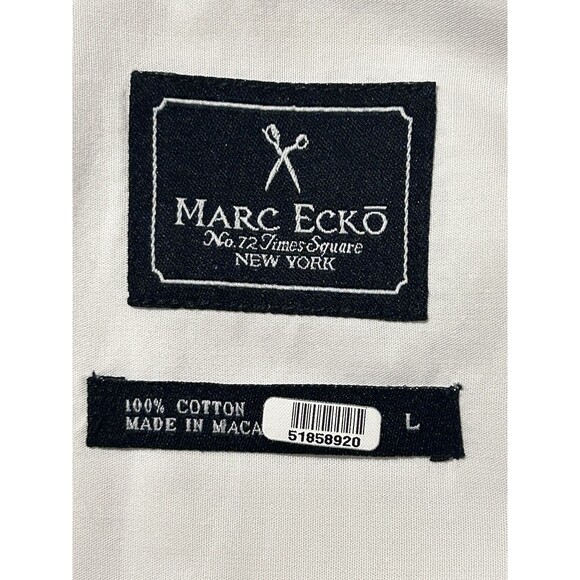 MARC ECKŌ
No. 72 Times Square
NEW YORK
100% COTTON
MADE IN MACA
51858920
L